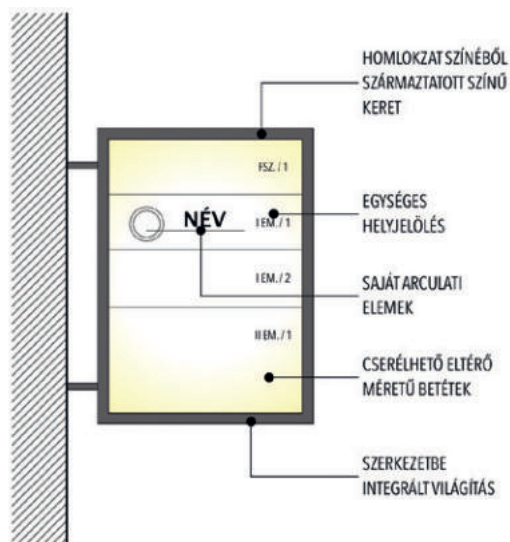 HOMLOKZAT SZÍNÉBŐL
SZÁRMAZTATOTT SZÍNŰ
KERET
FSZ. / 1
EGYSÉGES
HELYJELÖLÉS
NÉV
I EM. / 1
I EM. / 2
SAJÁT ARCULATI
ELEMEK
II EM. / 1
CSERÉLHETŐ ELTÉRŐ
MÉRETŰ BETÉTEK
SZERKEZETBE
INTEGRÁLT VILÁGÍTÁS